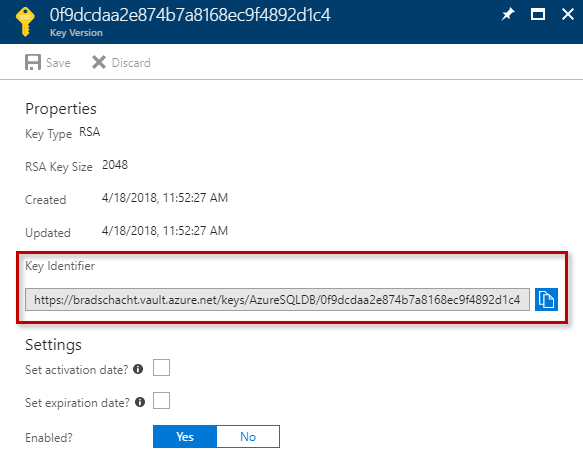 0f9dcdaa2e874b7a8168ec9f4892d1c4
Key Version
Save Discard
Properties
Key Type RSA
RSA Key Size 2048
Created 4/18/2018, 11:52:27 AM
Updated 4/18/2018, 11:52:27 AM
Key Identifier
https://bradschacht.vault.azure.net/keys/AzureSQLDB/0f9dcdaa2e874b7a8168ec9f4892d1c4
Settings
Set activation date?
Set expiration date?
Enabled? Yes No